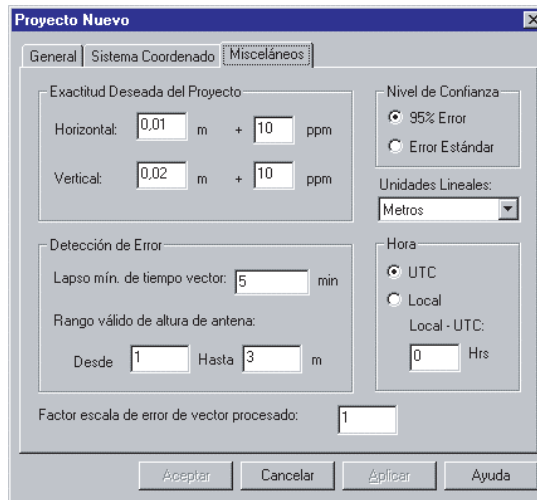 Proyecto Nuevo
General
Sistema Coordenado
Misceláneos
Exactitud Deseada del Proyecto
Horizontal: 0,01 m + 10 ppm
Vertical: 0,02 m + 10 ppm
Nivel de Confianza
95% Error
Error Estándar
Unidades Lineales:
Metros
Detección de Error
Lapso mín. de tiempo vector: 5 min
Rango válido de altura de antena:
Desde 1 Hasta 3 m
Hora
UTC
Local
Local - UTC:
0 Hrs
Factor escala de error de vector procesado: 1
Aceptar
Cancelar
Aplicar
Ayuda